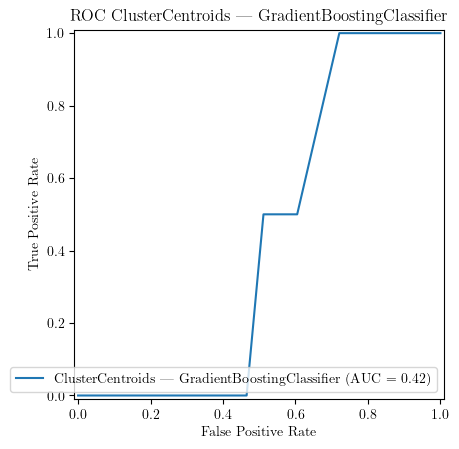 ROC ClusterCentroids — GradientBoostingClassifier
1.0
0.8
0.6
0.4
0.2
0.0
True Positive Rate
ClusterCentroids — GradientBoostingClassifier (AUC = 0.42)
0.0 0.2 0.4 0.6 0.8 1.0
False Positive Rate